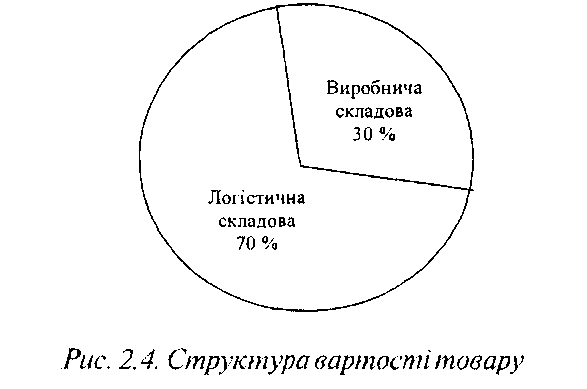 Виробнича
складова
30 %
Логістична
складова
70 %
Рис. 2.4. Структура вартості товару